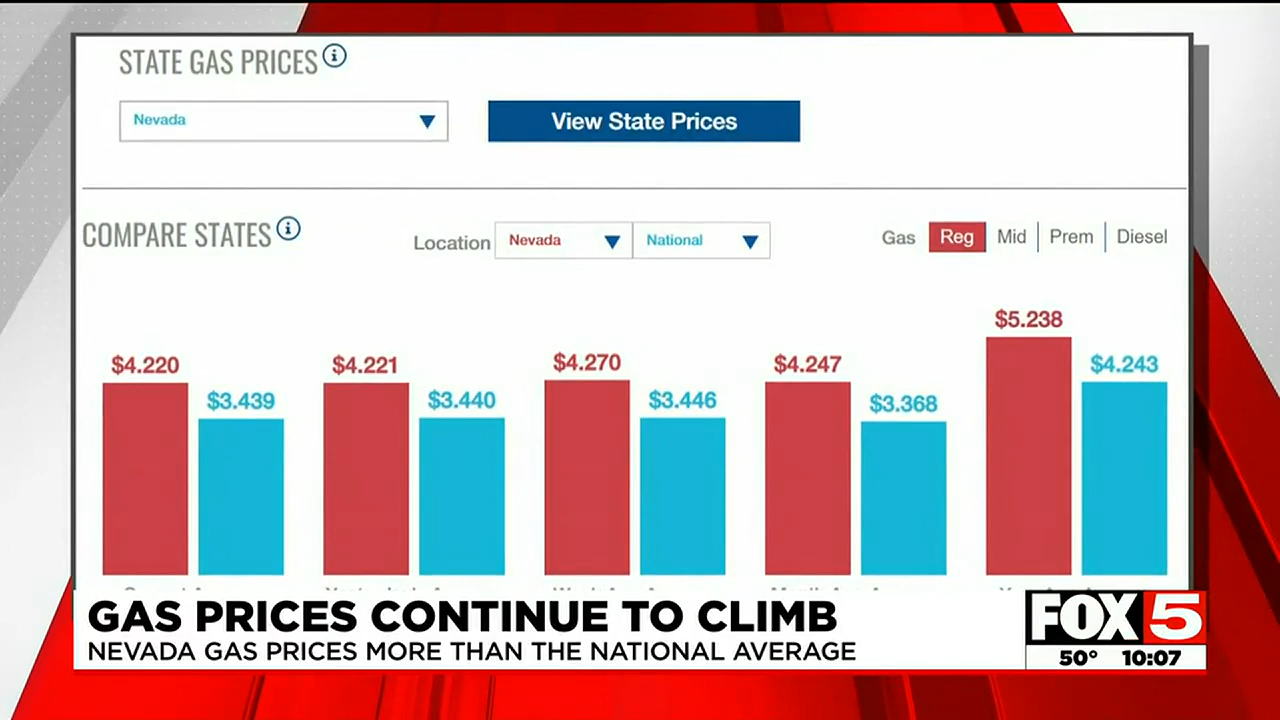 STATE GAS PRICES
Nevada
View State Prices
COMPARE STATES
Location Nevada National
Gas Reg Mid Prem Diesel
$4.220 $3.439 $4.221 $3.440 $4.270 $3.446 $4.247 $3.368 $5.238 $4.243
GAS PRICES CONTINUE TO CLIMB
NEVADA GAS PRICES MORE THAN THE NATIONAL AVERAGE
FOX 5
50° 10:07